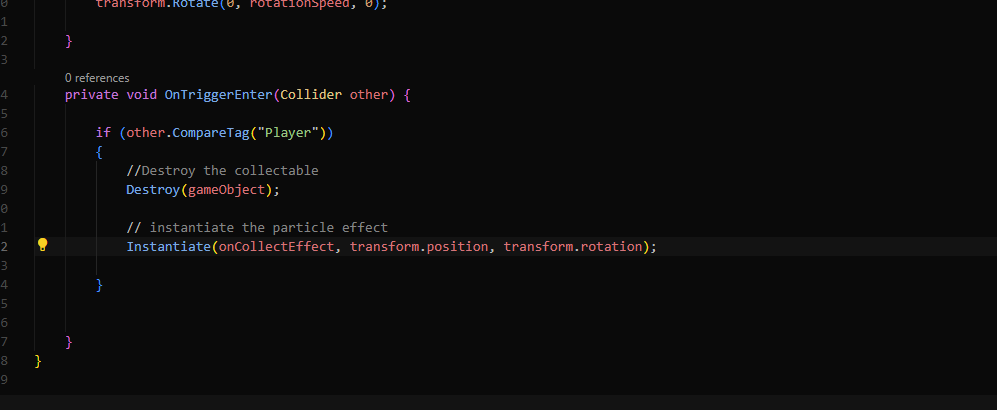 0 transform.Rotate(0, rotationSpeed, 0);
1
2 }
3
0 references
4 private void OnTriggerEnter(Collider other) {
5
6 if (other.CompareTag("Player"))
7 {
8 //Destroy the collectable
9 Destroy(gameObject);
0
1 // instantiate the particle effect
2 Instantiate(onCollectEffect, transform.position, transform.rotation);
3
4 }
5
6
7 }
8 }
9